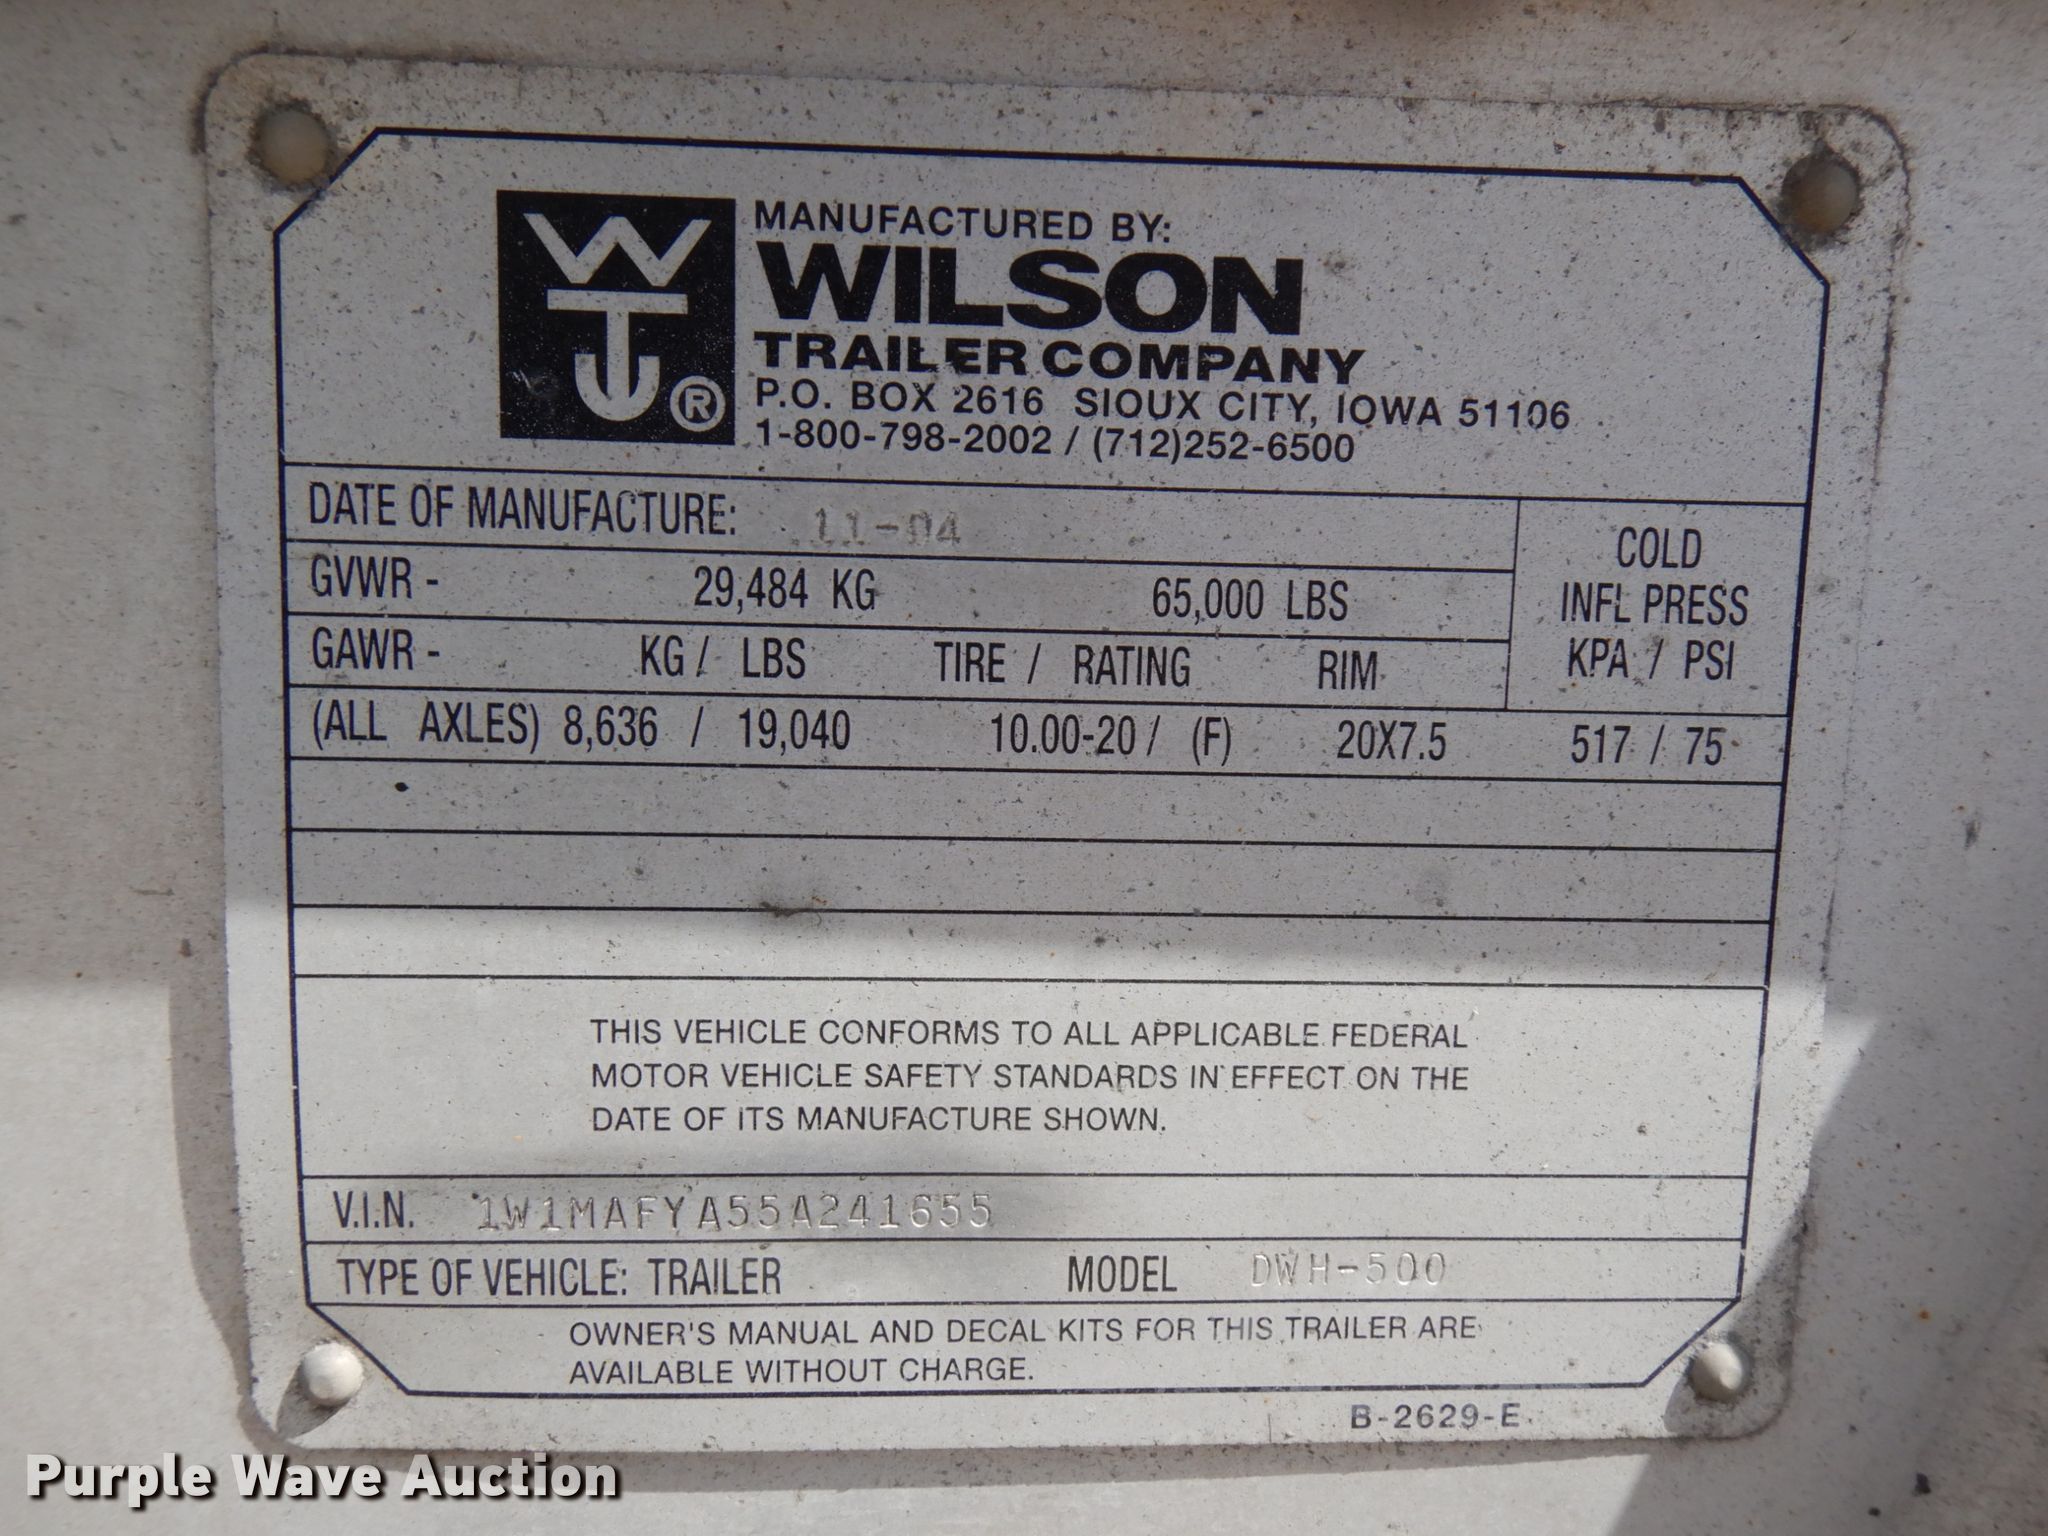 WTC®
MANUFACTURED BY:
WILSON
TRAILER COMPANY
P.O. BOX 2616 SIOUX CITY, IOWA 51106
1-800-798-2002 / (712)252-6500
DATE OF MANUFACTURE: 11-04
GVWR - 29,484 KG 65,000 LBS
COLD
INFL PRESS
KPA / PSI
GAWR - KG / LBS TIRE / RATING RIM
(ALL AXLES) 8,636 / 19,040 10.00-20 / (F) 20X7.5 517 / 75
THIS VEHICLE CONFORMS TO ALL APPLICABLE FEDERAL
MOTOR VEHICLE SAFETY STANDARDS IN EFFECT ON THE
DATE OF ITS MANUFACTURE SHOWN.
V.I.N. 1W1MAFYA55A241655
TYPE OF VEHICLE: TRAILER MODEL DWH-500
OWNER'S MANUAL AND DECAL KITS FOR THIS TRAILER ARE
AVAILABLE WITHOUT CHARGE.
B-2629-E
Purple Wave Auction